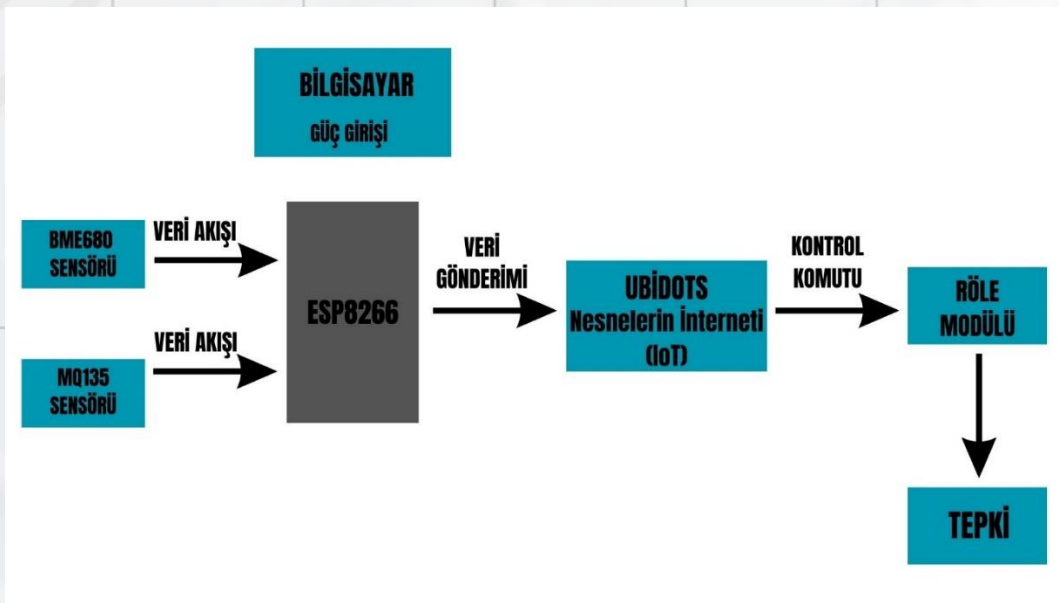 BİLGİSAYAR
GÜÇ GİRİŞİ
BME680
SENSÖRÜ
VERİ AKIŞI
MQ135
SENSÖRÜ
VERİ AKIŞI
ESP8266
VERİ
GÖNDERİMİ
UBİDOTS
Nesnelerin İnterneti
(IoT)
KONTROL
KOMUTU
RÖLE
MODÜLÜ
TEPKİ